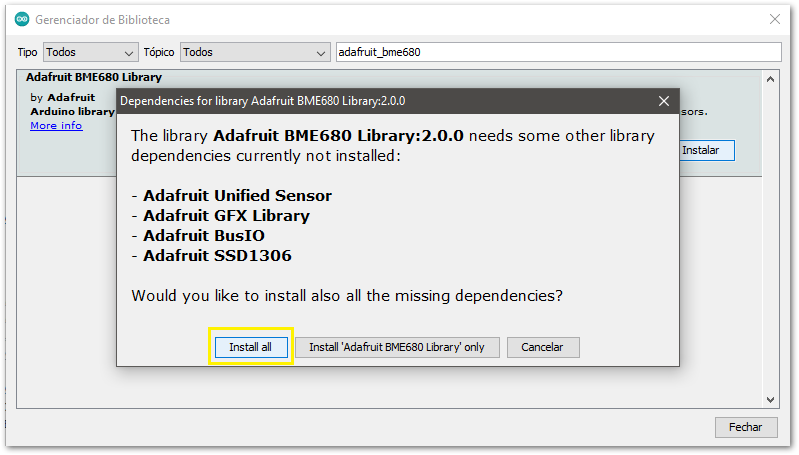 Gerenciador de Biblioteca
Tipo Todos Tópico Todos adafruit_bme680
Adafruit BME680 Library
by Adafruit
Arduino library
sors.
More info
Instalar
Dependencies for library Adafruit BME680 Library:2.0.0
The library Adafruit BME680 Library:2.0.0 needs some other library
dependencies currently not installed:
- Adafruit Unified Sensor
- Adafruit GFX Library
- Adafruit BusIO
- Adafruit SSD1306
Would you like to install also all the missing dependencies?
Install all Install 'Adafruit BME680 Library' only Cancelar
Fechar